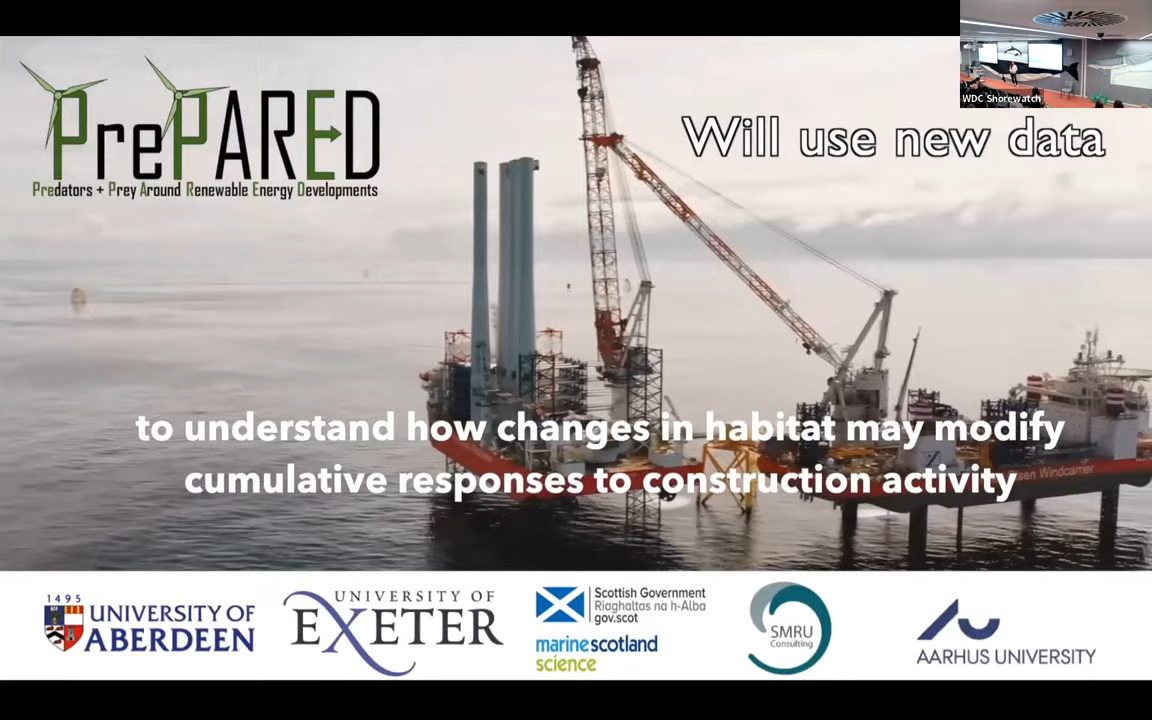 WDC Shorewatch
PrePARED
Predators + Prey Around Renewable Energy Developments
Will use new data
to understand how changes in habitat may modify
cumulative responses to construction activity
sen Windcarrier
1495
UNIVERSITY OF
ABERDEEN
UNIVERSITY OF
EXETER
Scottish Government
Riaghaltas na h-Alba
gov.scot
marinescotland
science
SMRU
Consulting
AARHUS UNIVERSITY